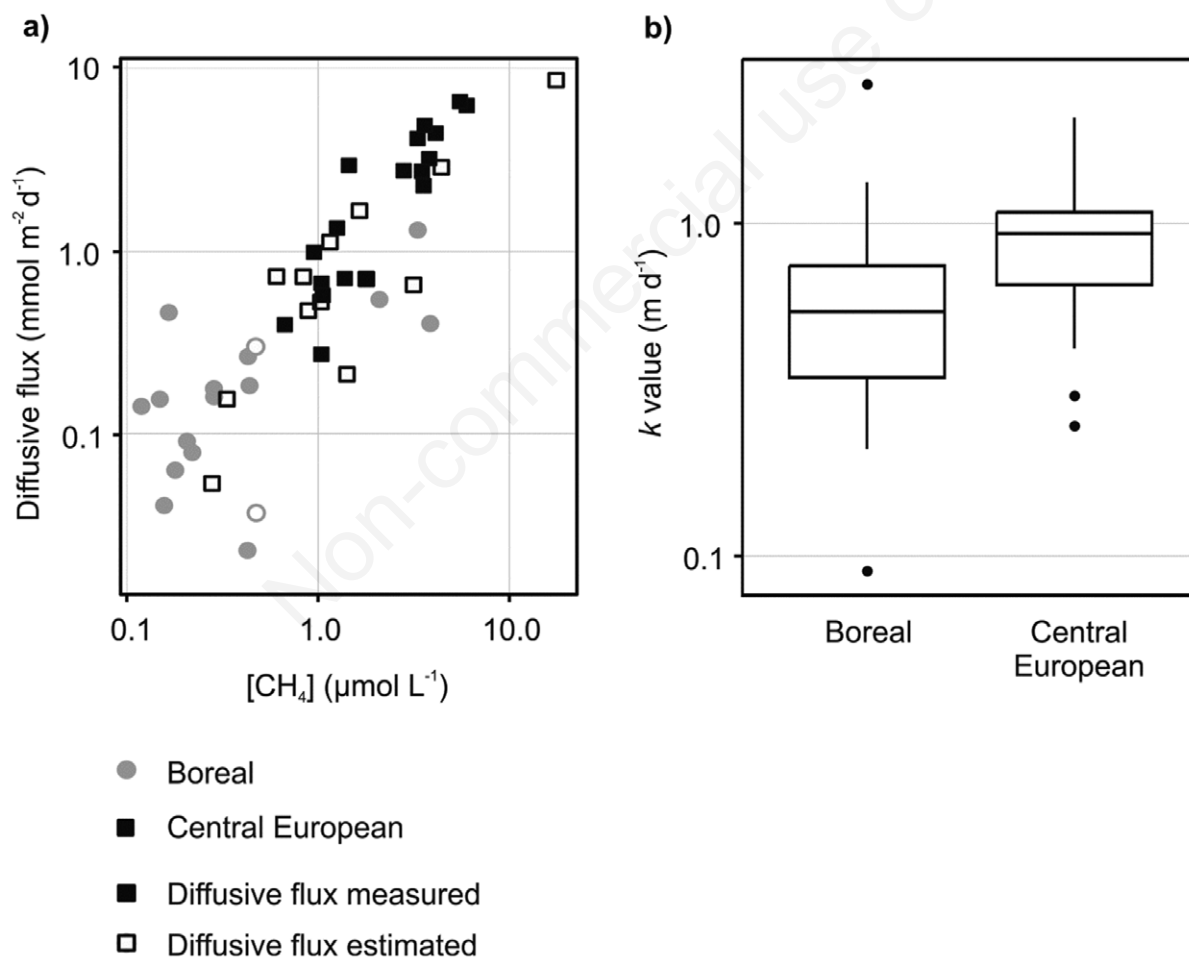 a)
b)
10
1.0
0.1
Diffusive flux (mmol m⁻² d⁻¹)
0.1
1.0
10.0
[CH₄] (µmol L⁻¹)
1.0
0.1
k value (m d⁻¹)
Boreal
Central
European
Boreal
Central European
Diffusive flux measured
Diffusive flux estimated
Non-commercial use o